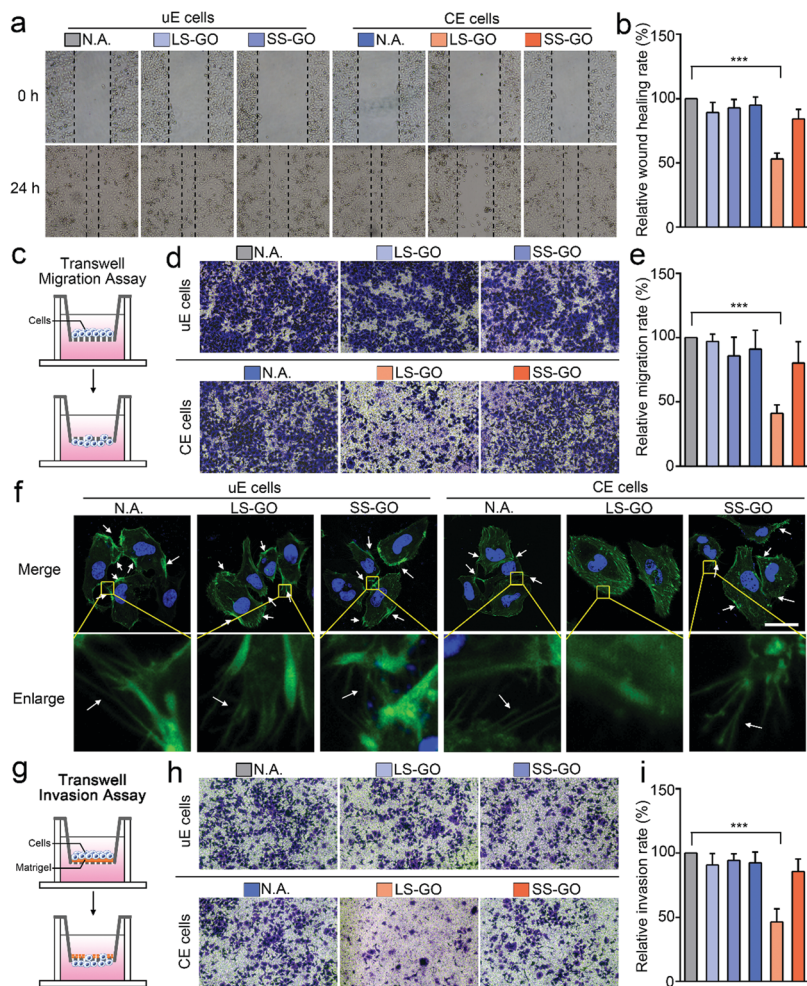 a
uE cells
CE cells
N.A.
LS-GO
SS-GO
N.A.
LS-GO
SS-GO
0 h
24 h
b
Relative wound healing rate (%)
150
100
50
0
***
c
Transwell
Migration Assay
Cells
d
N.A.
LS-GO
SS-GO
uE cells
N.A.
LS-GO
SS-GO
CE cells
e
Relative migration rate (%)
150
100
50
0
***
f
uE cells
CE cells
N.A.
LS-GO
SS-GO
N.A.
LS-GO
SS-GO
Merge
Enlarge
g
Transwell
Invasion Assay
Cells
Matrigel
h
N.A.
LS-GO
SS-GO
uE cells
N.A.
LS-GO
SS-GO
CE cells
i
Relative invasion rate (%)
150
100
50
0
***